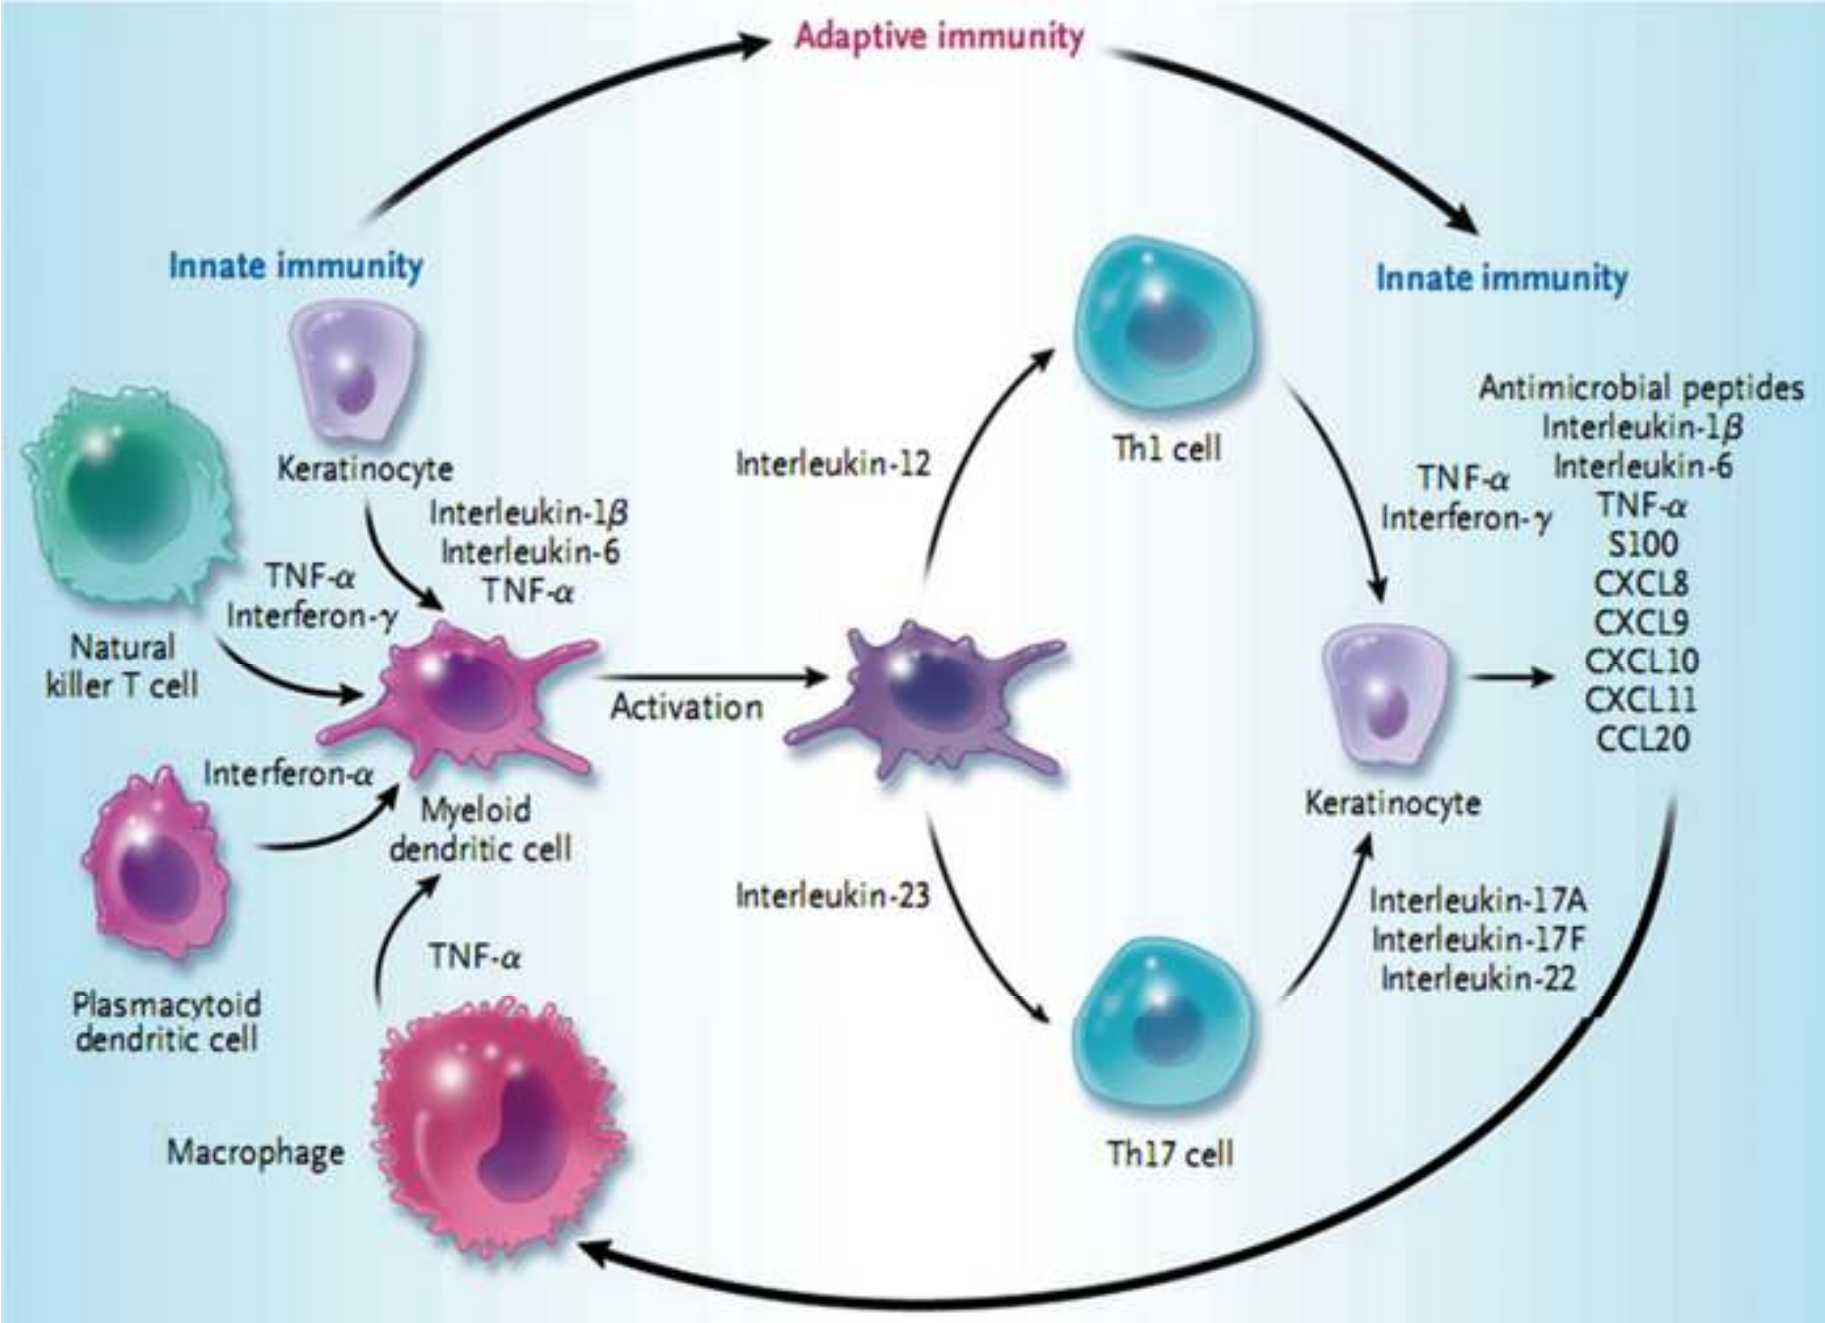 Adaptive immunity
Innate immunity
Innate immunity
Keratinocyte
Interleukin-1β
Interleukin-6
TNF-α
TNF-α
Interferon-γ
Natural
killer T cell
Interferon-α
Plasmacytoid
dendritic cell
Myeloid
dendritic cell
TNF-α
Macrophage
Activation
Interleukin-12
Interleukin-23
Th1 cell
Th17 cell
TNF-α
Interferon-γ
Keratinocyte
Interleukin-17A
Interleukin-17F
Interleukin-22
Antimicrobial peptides
Interleukin-1β
Interleukin-6
TNF-α
S100
CXCL8
CXCL9
CXCL10
CXCL11
CCL20